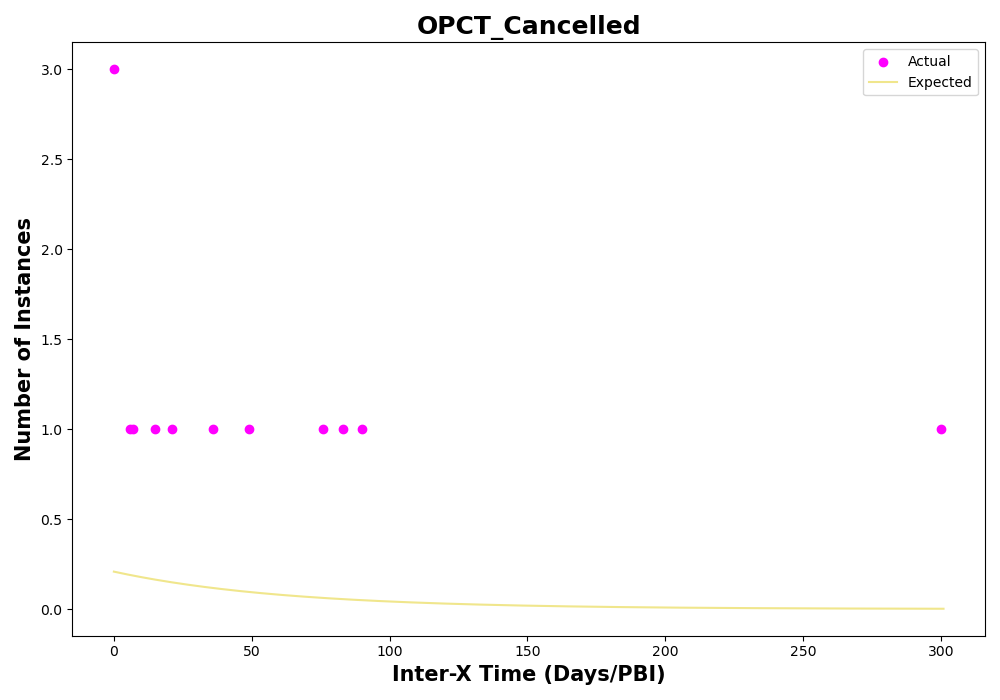 OPCT_Cancelled
Actual
Expected
Number of Instances
3.0
2.5
2.0
1.5
1.0
0.5
0.0
0 50 100 150 200 250 300
Inter-X Time (Days/PBI)